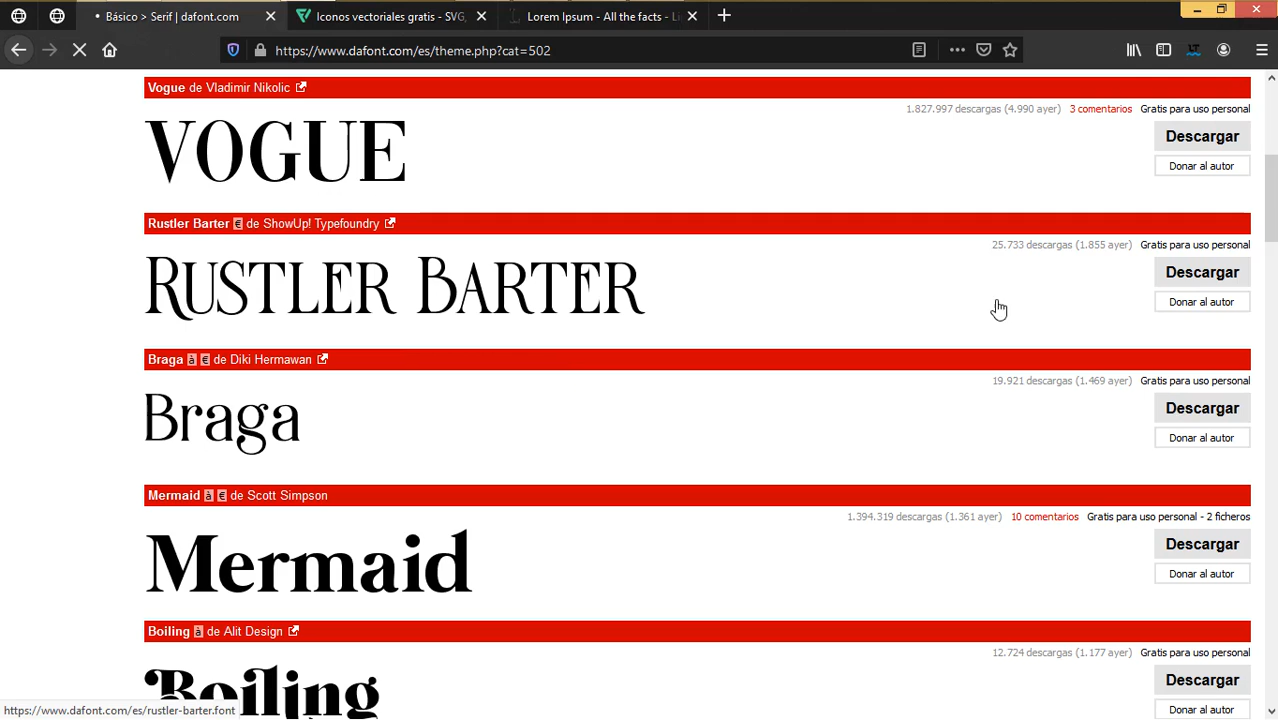 Básico > Serif | dafont.com
Iconos vectoriales gratis - SVG,
Lorem Ipsum - All the facts - Li
https://www.dafont.com/es/theme.php?cat=502
Vogue de Vladimir Nikolic
1.827.997 descargas (4.990 ayer) 3 comentarios Gratis para uso personal
VOGUE
Descargar
Donar al autor
Rustler Barter € de ShowUp! Typefoundry
25.733 descargas (1.855 ayer) Gratis para uso personal
Rustler Barter
Descargar
Donar al autor
Braga à € de Diki Hermawan
19.921 descargas (1.469 ayer) Gratis para uso personal
Braga
Descargar
Donar al autor
Mermaid à € de Scott Simpson
1.394.319 descargas (1.361 ayer) 10 comentarios Gratis para uso personal - 2 ficheros
Mermaid
Descargar
Donar al autor
Boiling à de Alit Design
12.724 descargas (1.177 ayer) Gratis para uso personal
Boiling
Descargar
Donar al autor
https://www.dafont.com/es/rustler-barter.font